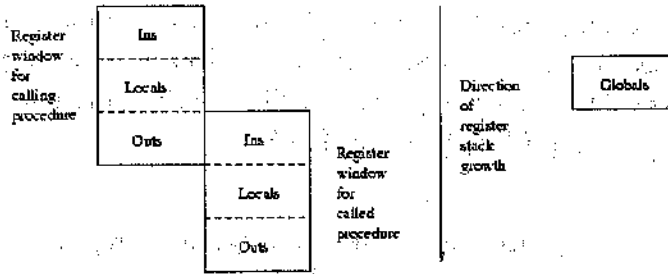 Register
window
for
calling
procedure
Ins
Locals
Outs
Ins
Locals
Outs
Register
window
for
called
procedure
Direction
of
register
stack
growth
Globals